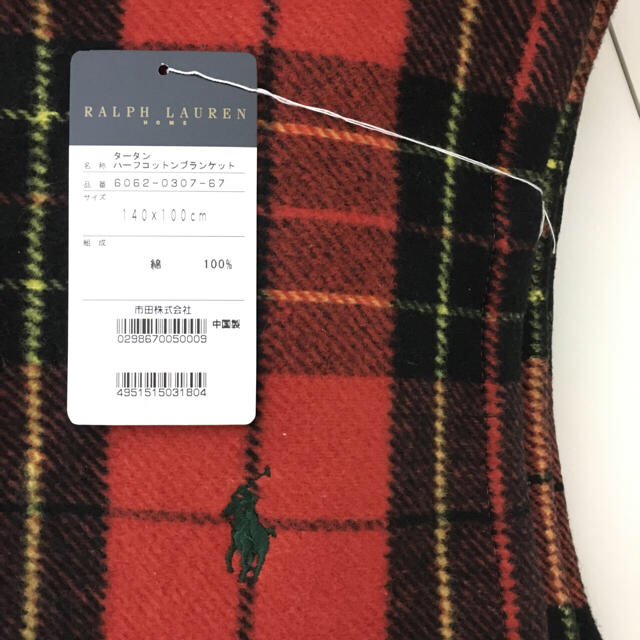 RALPH LAUREN
HOME
名 称 タータン
ハーフコットンブランケット
品 番 6062-0307-67
サイズ
140×100cm
組 成
綿 100%
市田株式会社
0298670050009 中国製
4951515031804